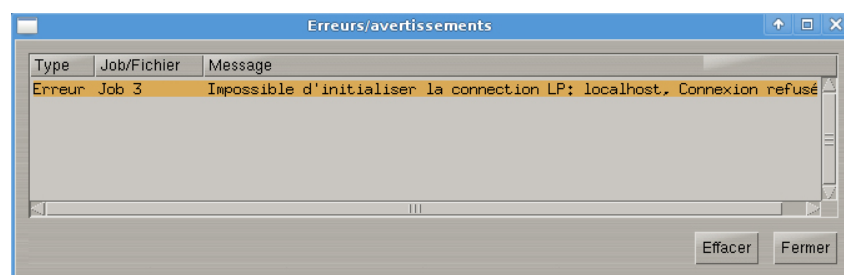 Erreurs/avertissements
Type Job/Fichier Message
Erreur Job 3 Impossible d'initialiser la connection LP: localhost, Connexion refusé
Effacer Fermer